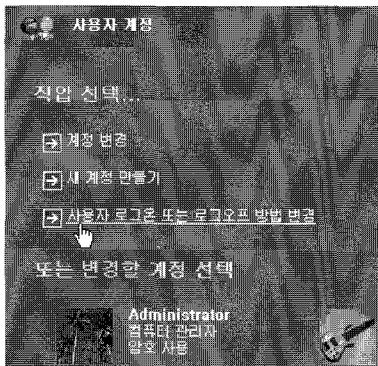 사용자 계정
직압 선택...
계정 변경
새 계정 만들기
사용자 로그온 또는 로그오프 방법 변경
또는 변경할 계정 선택
Administrator
컴퓨터 관리자
암호 사용